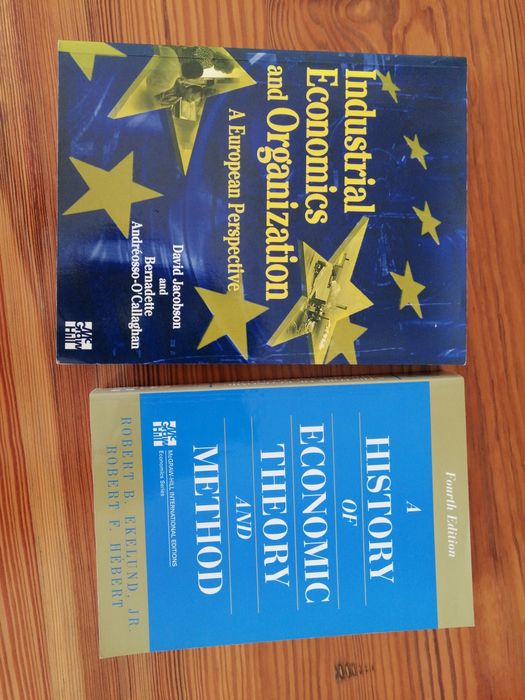 Industrial
Economics
and Organization
A European Perspective
David Jacobson
and
Bernadette
Andréosso-O'Callaghan
Fourth Edition
A
HISTORY
OF
ECONOMIC
THEORY
AND
METHOD
McGRAW-HILL INTERNATIONAL EDITIONS
Economics Series
ROBERT B. EKELUND, JR.
ROBERT F. HÉBERT